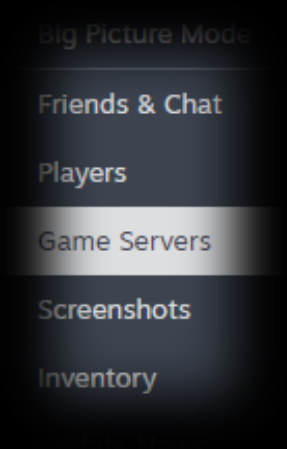 Big Picture Mode
Friends & Chat
Players
Game Servers
Screenshots
Inventory